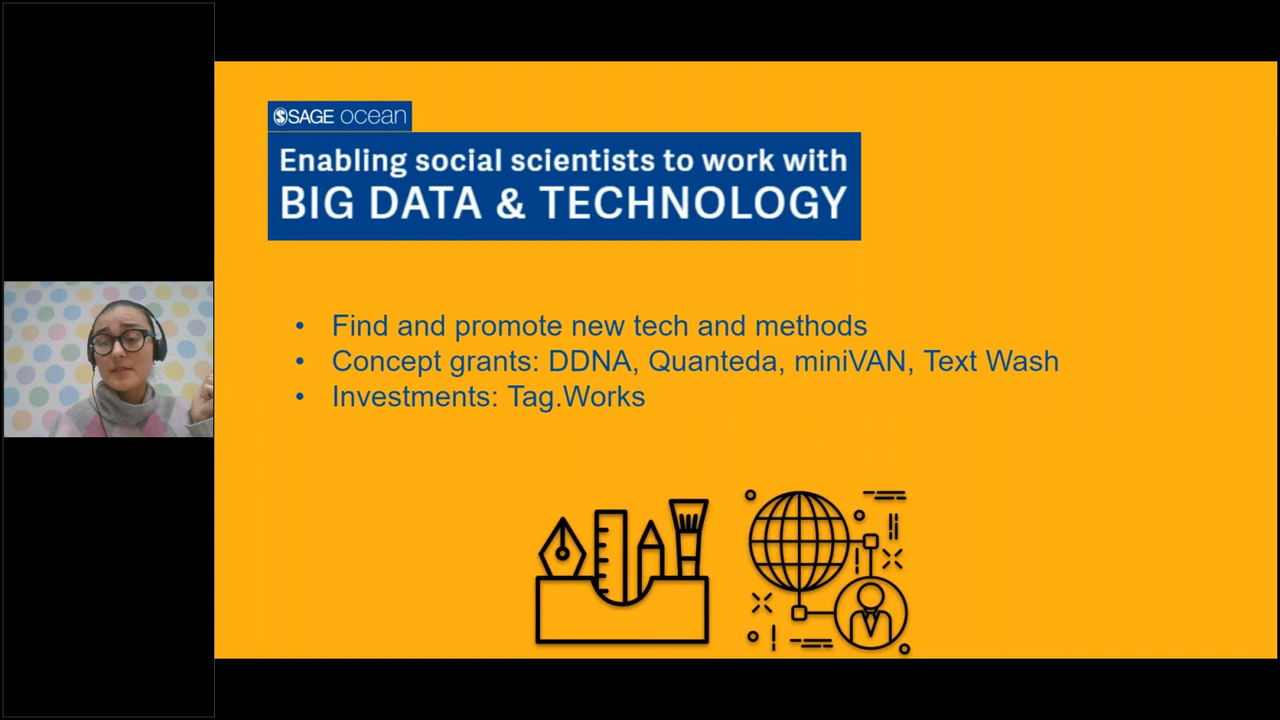 SAGE ocean
Enabling social scientists to work with
BIG DATA & TECHNOLOGY
• Find and promote new tech and methods
• Concept grants: DDNA, Quanteda, miniVAN, Text Wash
• Investments: Tag.Works